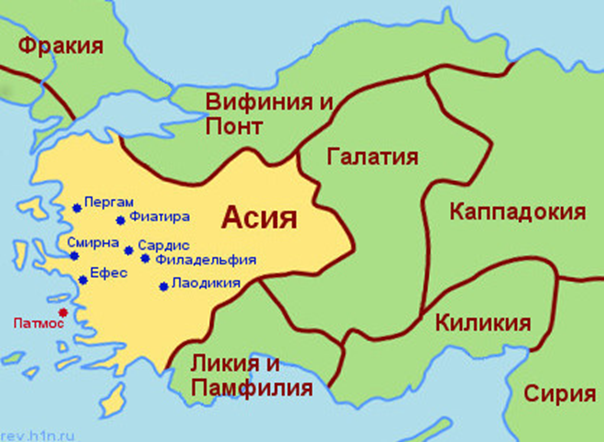 Фракия
Вифиния и
Понт
Галатия
Асия
Каппадокия
Пергам
Фиатира
Смирна
Сардис
Филадельфия
Ефес
Лаодикия
Патмос
Киликия
Ликия и
Памфилия
Сирия
rev.h1n.ru